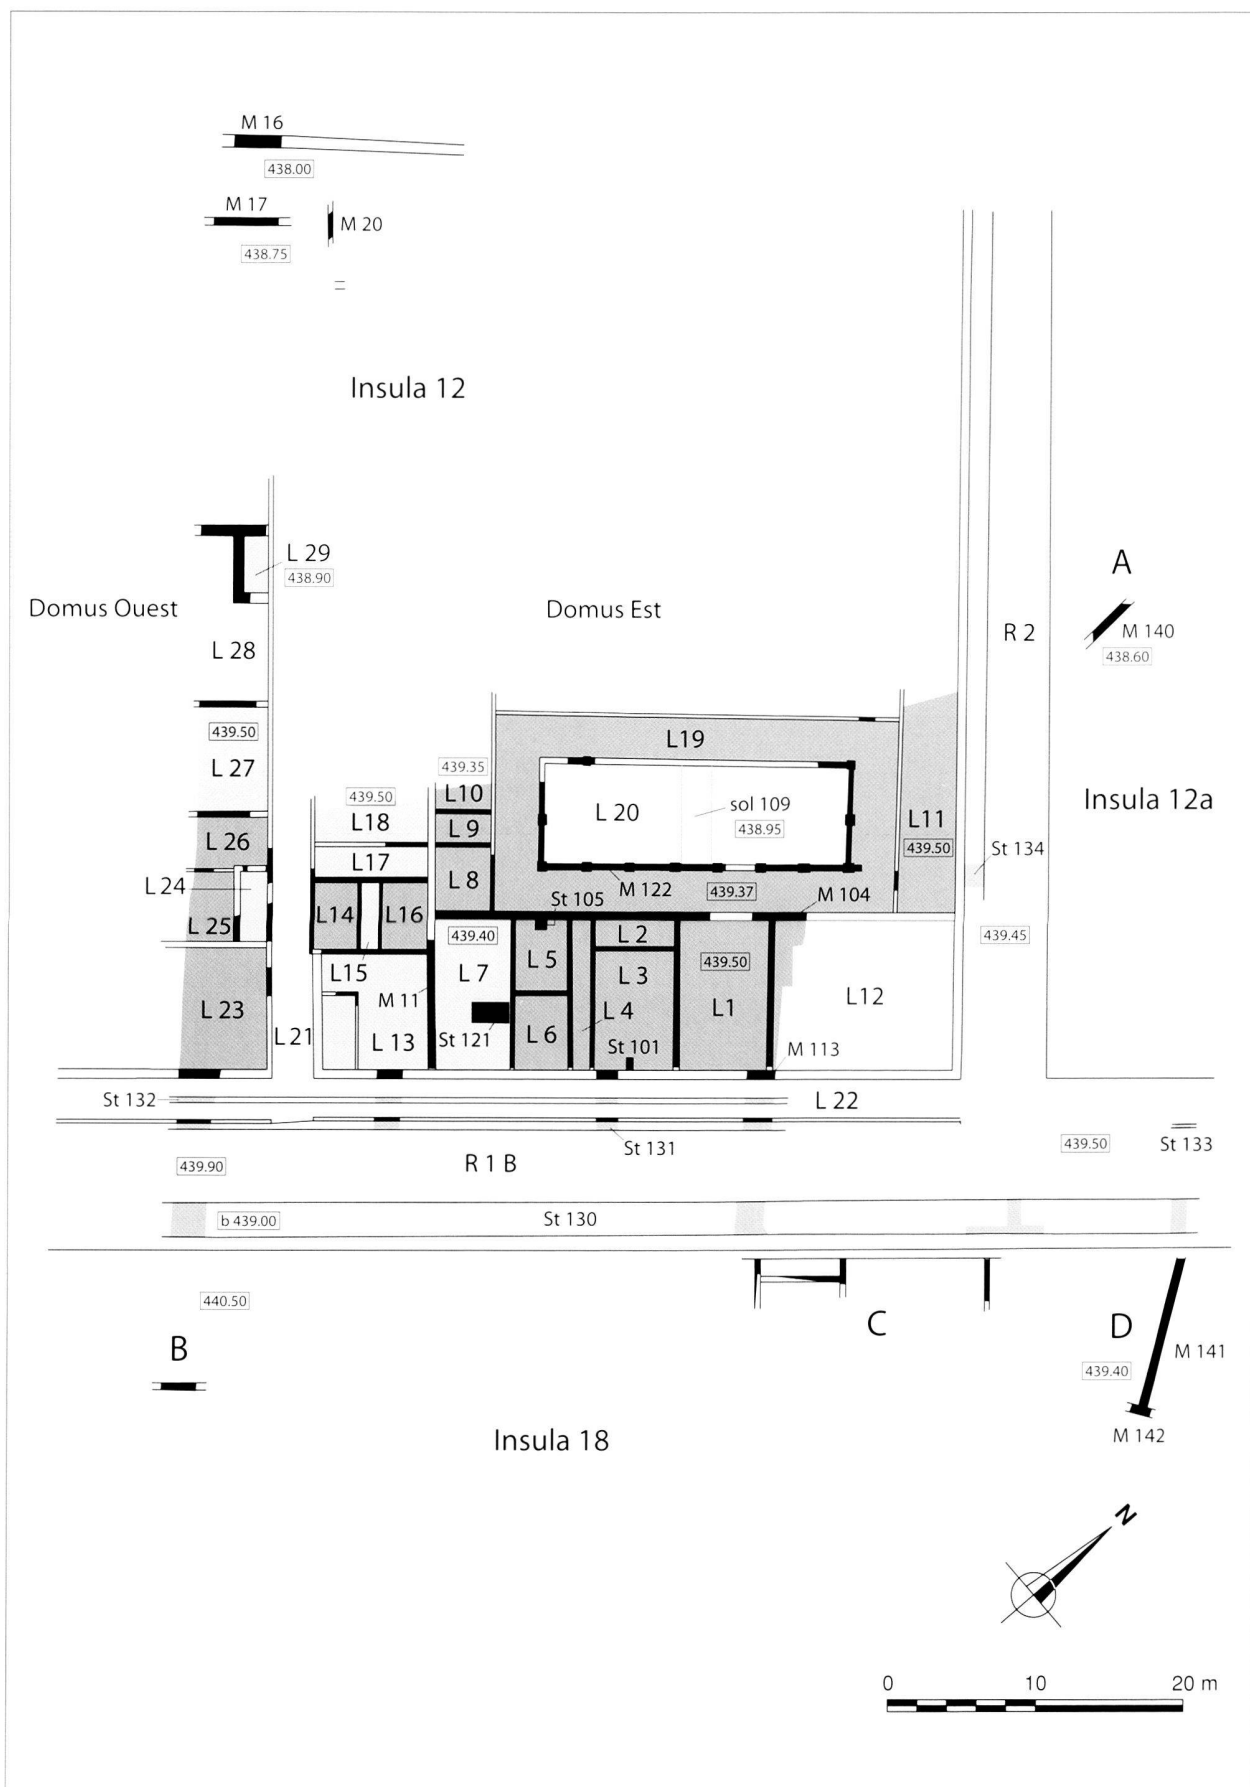 M 16
438.00
M 17
M 20
438.75
Insula 12
L 29
438.90
A
Domus Ouest
Domus Est
R 2
M 140
438.60
L 28
439.50
L19
L 27
439.35
439.50
L10
L 20
sol 109
438.95
Insula 12a
L18
L 9
L11
439.50
L 26
St 134
L17
L 8
L 24
M 122
439.37
M 104
St 105
L14
L16
L 25
439.40
L 2
439.45
L 5
439.50
L15
L 7
L 3
L12
M 11
L 23
L 4
L1
L 21
L 13
St 121
L 6
St 101
M 113
St 132
L 22
St 131
439.50
St 133
439.90
R 1 B
b 439.00
St 130
440.50
B
C
D
M 141
439.40
M 142
Insula 18
N
0 10 20 m